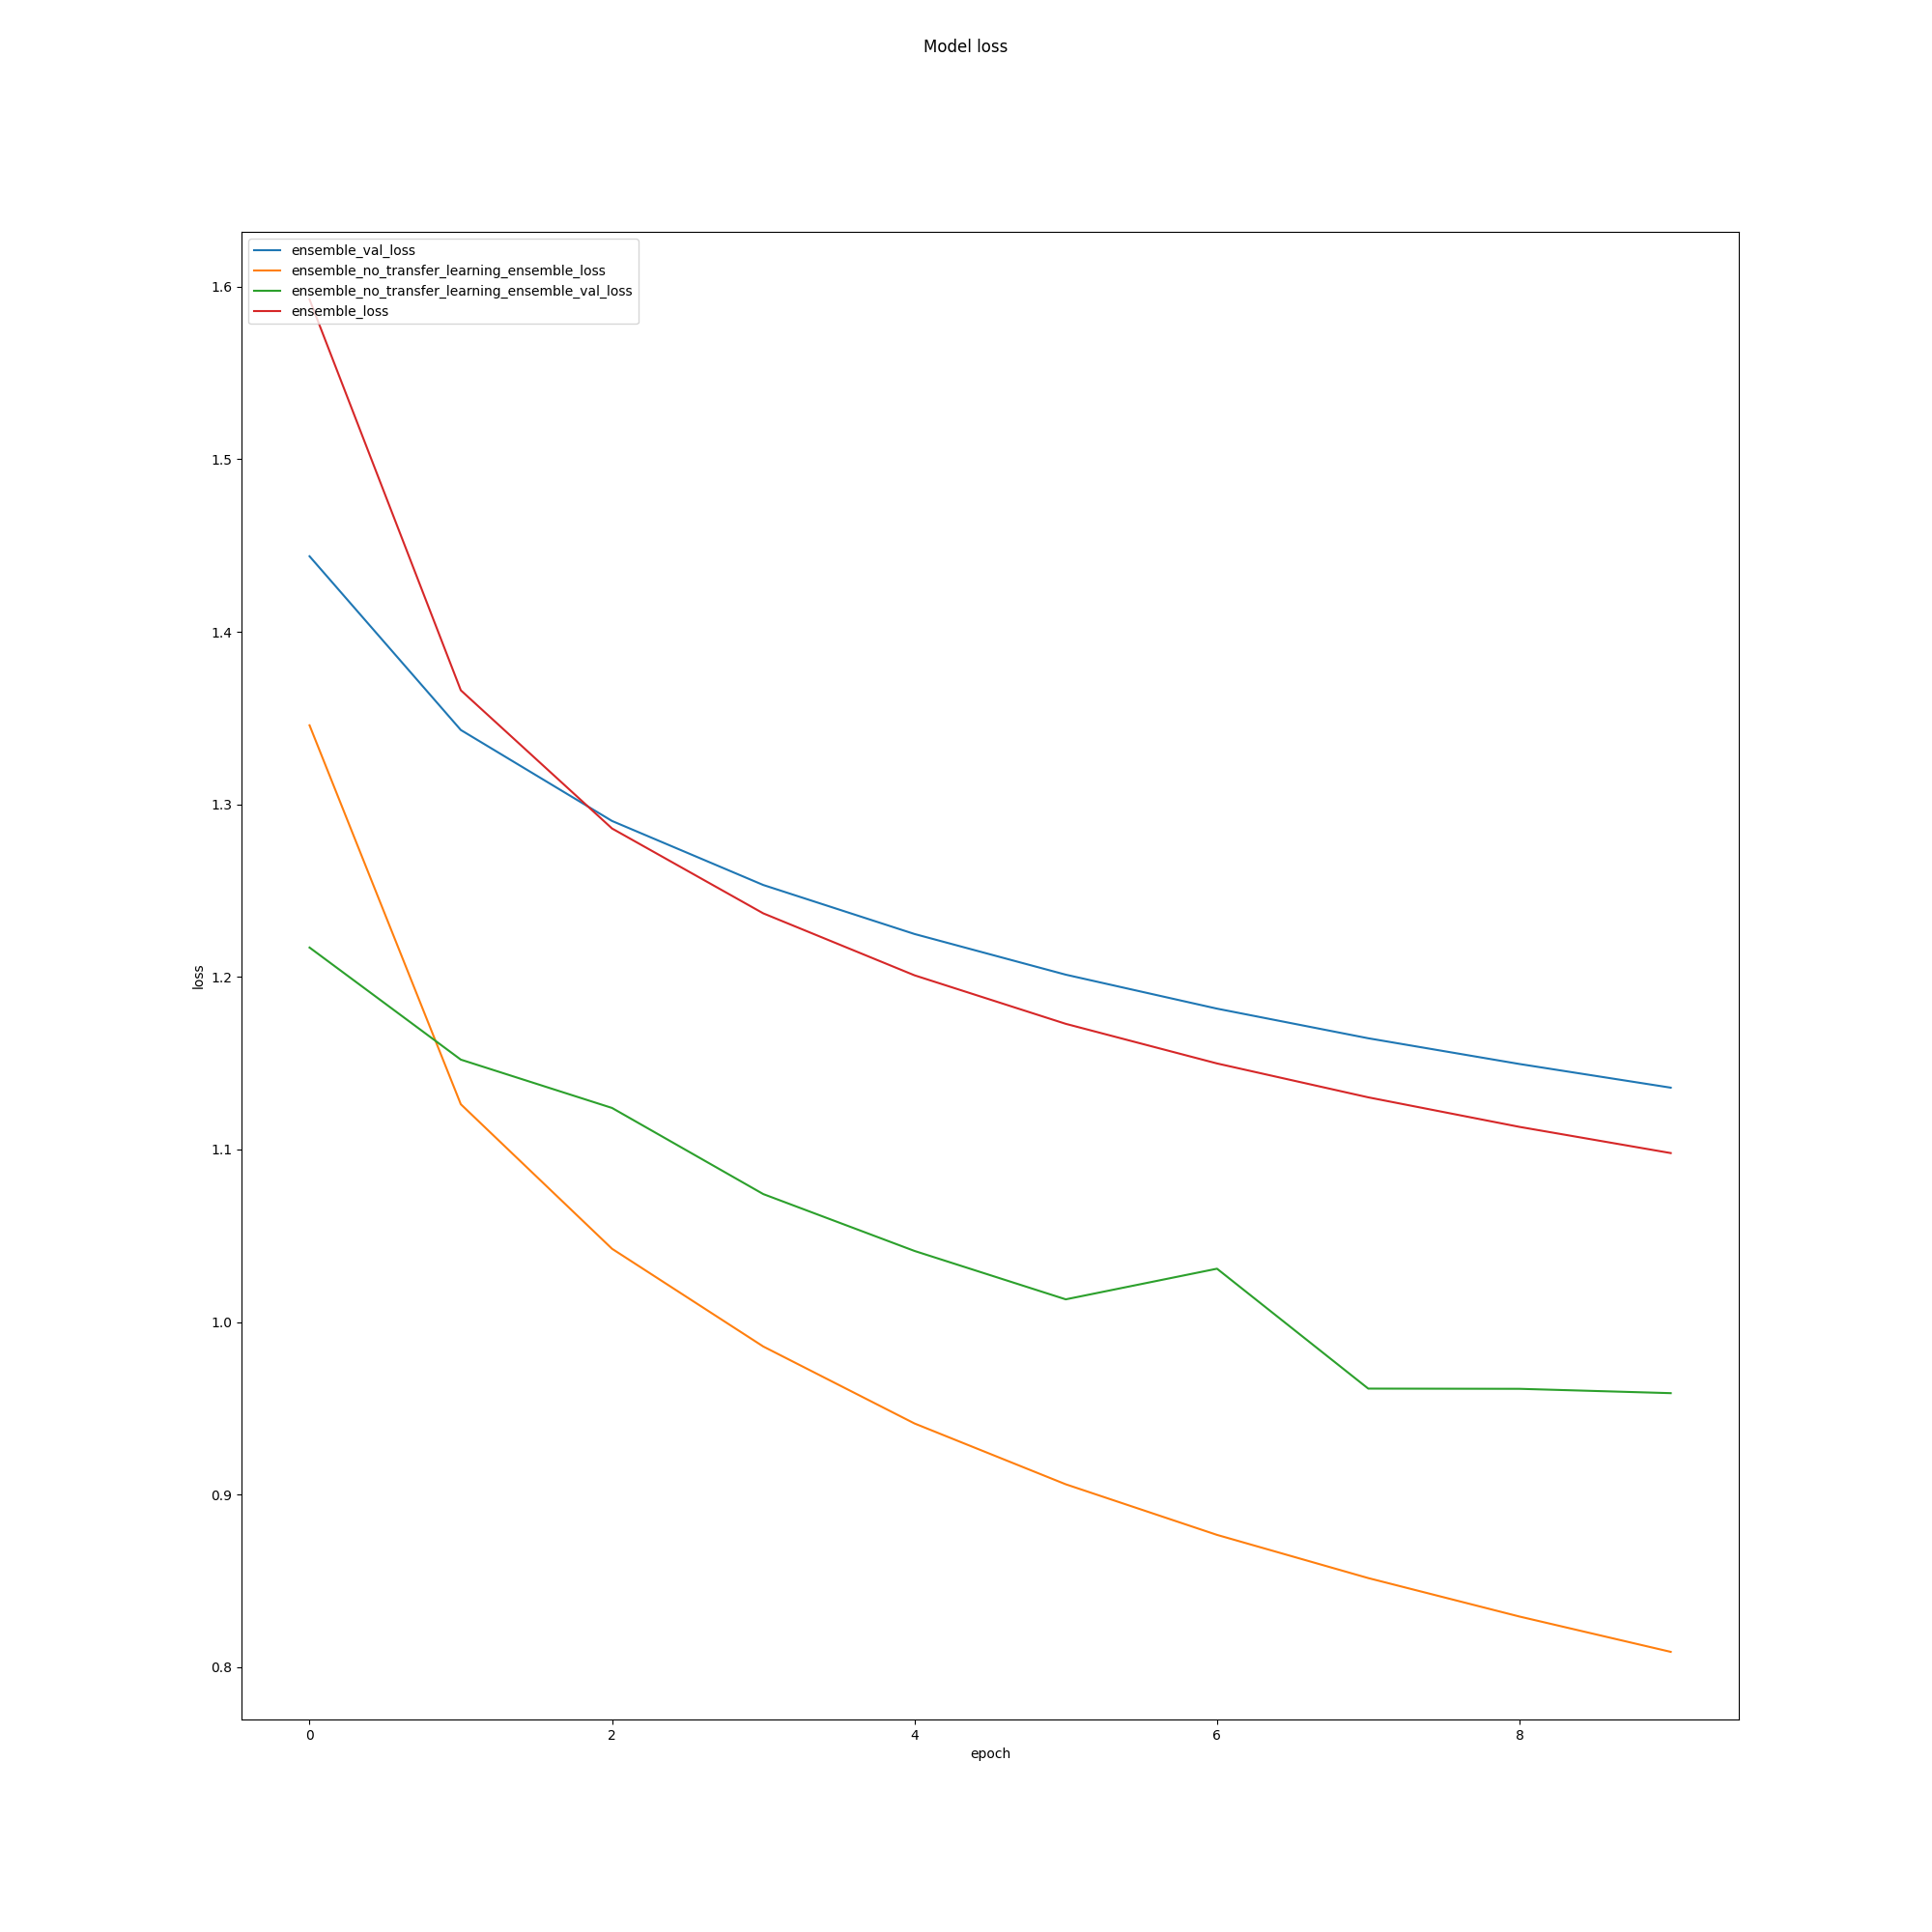 Model loss
ensemble_val_loss
ensemble_no_transfer_learning_ensemble_loss
ensemble_no_transfer_learning_ensemble_val_loss
ensemble_loss
1.6
1.5
1.4
1.3
1.2
1.1
1.0
0.9
0.8
loss
0 2 4 6 8
epoch